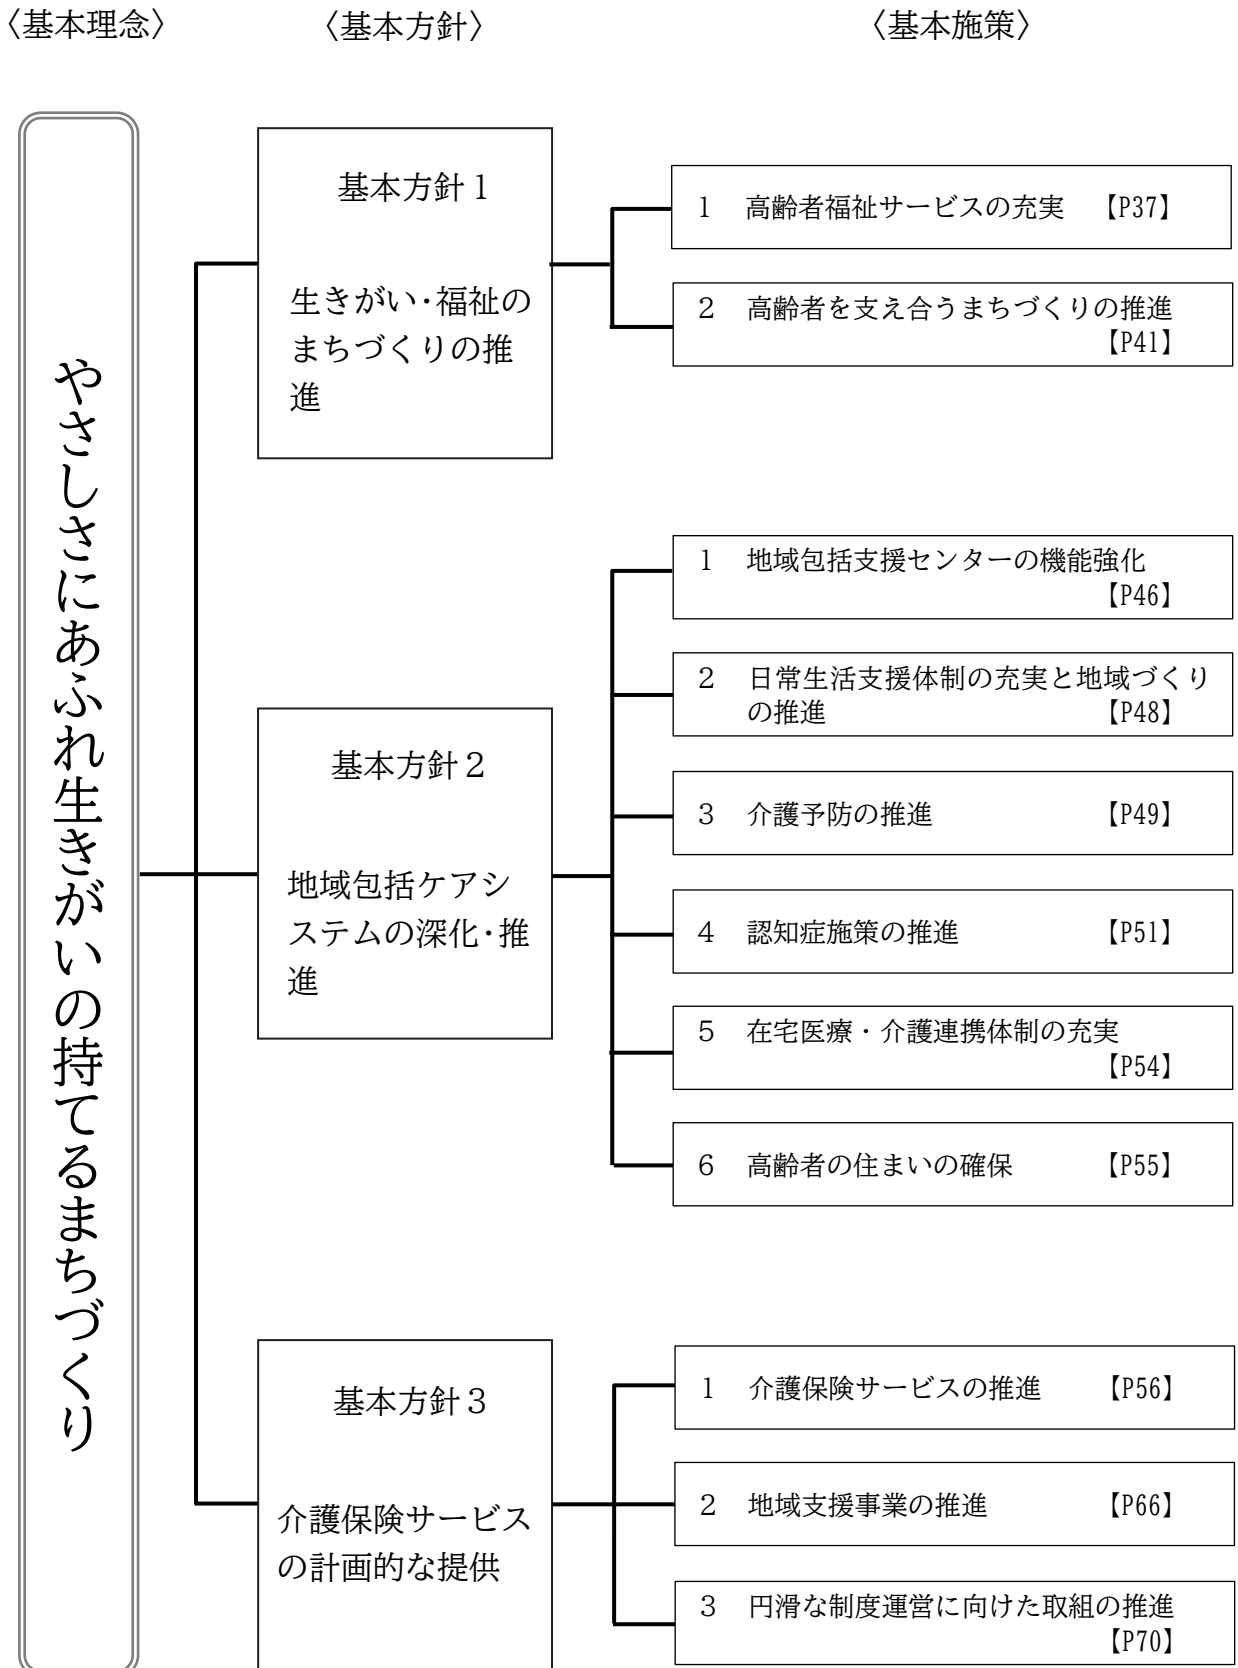 〈基本理念〉
〈基本方針〉
〈基本施策〉
やさしさにあふれ生きがいの持てるまちづくり
基本方針１
生きがい・福祉の
まちづくりの推
進
１ 高齢者福祉サービスの充実 【P37】
２ 高齢者を支え合うまちづくりの推進
【P41】
基本方針２
地域包括ケアシ
ステムの深化・推
進
１ 地域包括支援センターの機能強化
【P46】
２ 日常生活支援体制の充実と地域づくり
の推進 【P48】
３ 介護予防の推進 【P49】
４ 認知症施策の推進 【P51】
５ 在宅医療・介護連携体制の充実
【P54】
６ 高齢者の住まいの確保 【P55】
基本方針３
介護保険サービス
の計画的な提供
１ 介護保険サービスの推進 【P56】
２ 地域支援事業の推進 【P66】
３ 円滑な制度運営に向けた取組の推進
【P70】